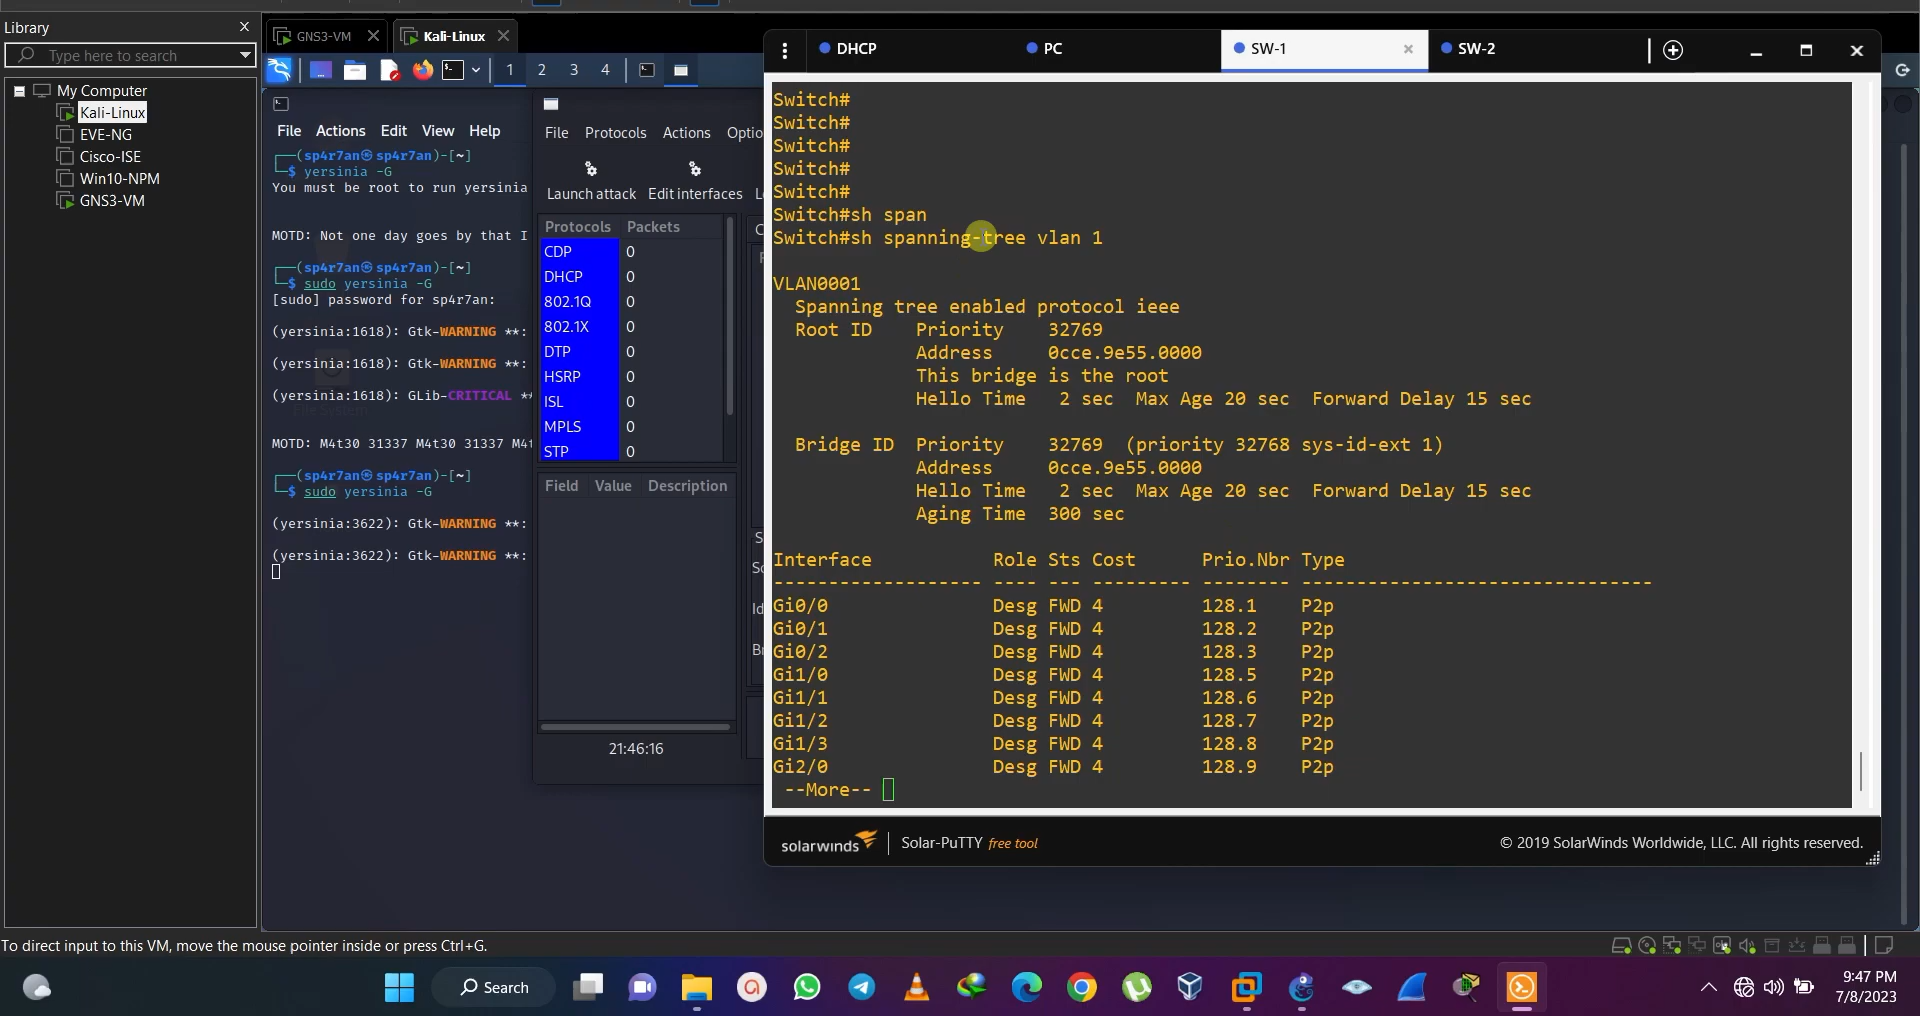 Library
Type here to search
My Computer
Kali-Linux
EVE-NG
Cisco-ISE
Win10-NPM
GNS3-VM
GNS3-VM
Kali-Linux
1 2 3 4
File Actions Edit View Help
(sp4r7an㉿sp4r7an)-[~]
$ yersinia -G
You must be root to run yersinia
MOTD: Not one day goes by that I
(sp4r7an㉿sp4r7an)-[~]
$ sudo yersinia -G
[sudo] password for sp4r7an:
(yersinia:1618): Gtk-WARNING **:
(yersinia:1618): Gtk-WARNING **:
(yersinia:1618): GLib-CRITICAL **
MOTD: M4t30 31337 M4t30 31337 M4t
(sp4r7an㉿sp4r7an)-[~]
$ sudo yersinia -G
(yersinia:3622): Gtk-WARNING **:
(yersinia:3622): Gtk-WARNING **:
File Protocols Actions Optio
Launch attack Edit interfaces
Protocols Packets
CDP 0
DHCP 0
802.1Q 0
802.1X 0
DTP 0
HSRP 0
ISL 0
MPLS 0
STP 0
Field Value Description
21:46:16
DHCP PC SW-1 SW-2
Switch#
Switch#
Switch#
Switch#
Switch#
Switch#sh span
Switch#sh spanning-tree vlan 1
VLAN0001
Spanning tree enabled protocol ieee
Root ID Priority 32769
Address 0cce.9e55.0000
This bridge is the root
Hello Time 2 sec Max Age 20 sec Forward Delay 15 sec
Bridge ID Priority 32769 (priority 32768 sys-id-ext 1)
Address 0cce.9e55.0000
Hello Time 2 sec Max Age 20 sec Forward Delay 15 sec
Aging Time 300 sec
Interface Role Sts Cost Prio.Nbr Type
------------------- ---- --- --------- -------- --------------------------------
Gi0/0 Desg FWD 4 128.1 P2p
Gi0/1 Desg FWD 4 128.2 P2p
Gi0/2 Desg FWD 4 128.3 P2p
Gi1/0 Desg FWD 4 128.5 P2p
Gi1/1 Desg FWD 4 128.6 P2p
Gi1/2 Desg FWD 4 128.7 P2p
Gi1/3 Desg FWD 4 128.8 P2p
Gi2/0 Desg FWD 4 128.9 P2p
--More--
solarwinds Solar-PuTTY free tool
© 2019 SolarWinds Worldwide, LLC. All rights reserved.
To direct input to this VM, move the mouse pointer inside or press Ctrl+G.
Search
9:47 PM
7/8/2023